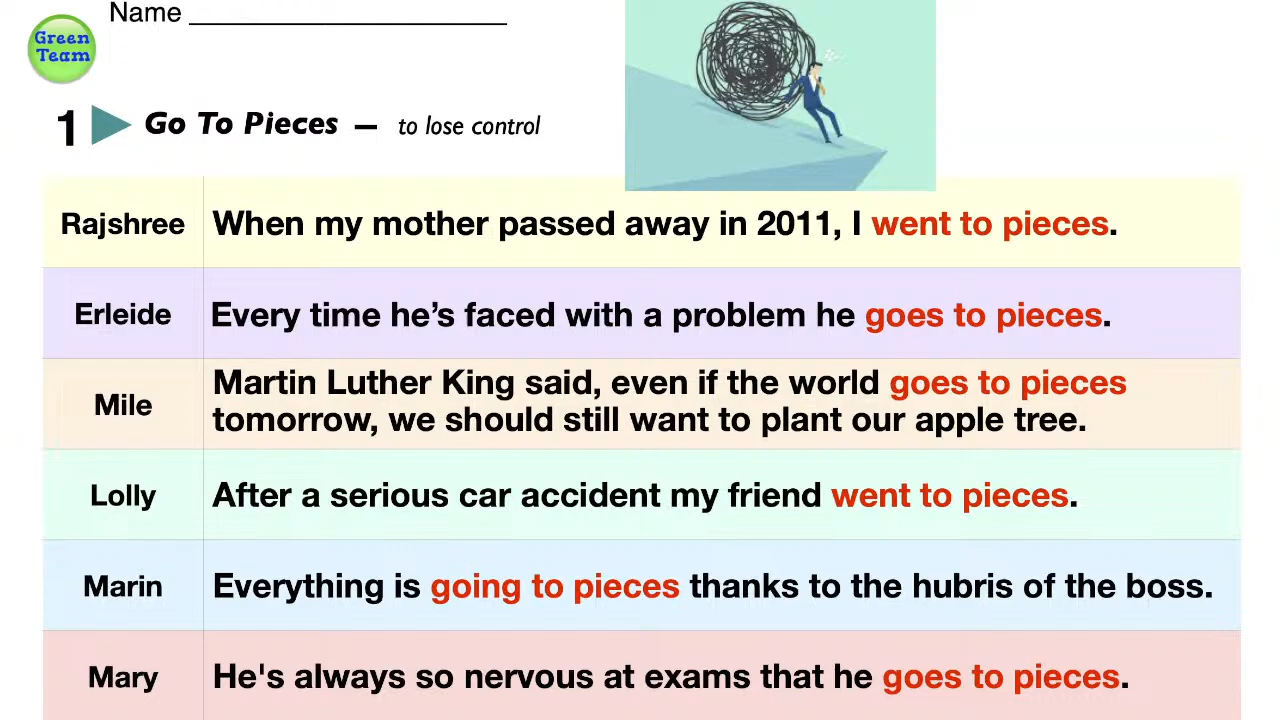 Name
Green
Team
1 Go To Pieces — to lose control
Rajshree
When my mother passed away in 2011, I went to pieces.
Erleide
Every time he’s faced with a problem he goes to pieces.
Mile
Martin Luther King said, even if the world goes to pieces
tomorrow, we should still want to plant our apple tree.
Lolly
After a serious car accident my friend went to pieces.
Marin
Everything is going to pieces thanks to the hubris of the boss.
Mary
He's always so nervous at exams that he goes to pieces.